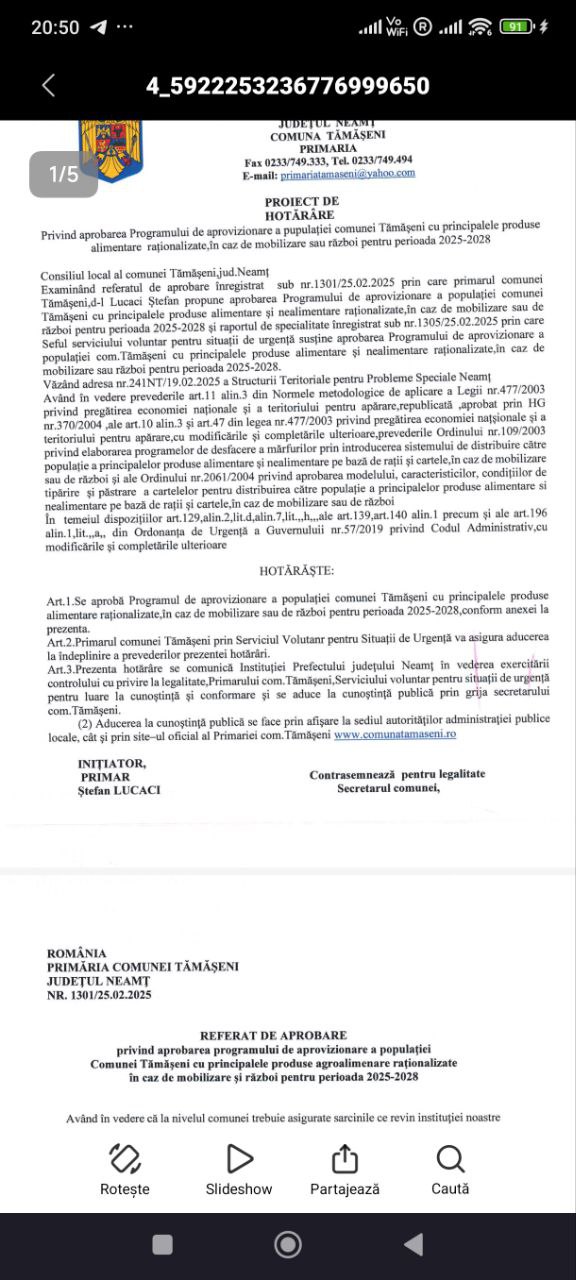 20:50
Vo WiFi R 6 91
4_5922253236776999650
JUDEȚUL NEAMȚ
1/5
COMUNA TĂMĂȘENI
PRIMARIA
Fax 0233/749.333, Tel. 0233/749.494
E-mail: primariatamaseni@yahoo.com
PROIECT DE
HOTĂRÂRE
Privind aprobarea Programului de aprovizionare a pupulației comunei Tămășeni cu principalele produse
alimentare raționalizate,în caz de mobilizare sau război pentru perioada 2025-2028
Consiliul local al comunei Tămășeni,jud.Neamț
Examinând referatul de aprobare înregistrat sub nr.1301/25.02.2025 prin care primarul comunei
Tămășeni,d-l Lucaci Ștefan propune aprobarea Programului de aprovizionare a populației comunei
Tămășeni cu principalele produse alimentare și nealimentare raționalizate,în caz de mobilizare sau de
război pentru perioada 2025-2028 și raportul de specialitate înregistrat sub nr.1305/25.02.2025 prin care
Seful serviciului voluntar pentru situații de urgență susține aprobarea Programului de aprovizionare a
populației com.Tămășeni cu principalele produse alimentare și nealimentare raționalizate,în caz de
mobilizare sau război pentru perioada 2025-2028.
Văzând adresa nr.241NT/19.02.2025 a Structurii Teritoriale pentru Probleme Speciale Neamț
Având în vedere prevederile art.11 alin.3 din Normele metodologice de aplicare a Legii nr.477/2003
privind pregătirea economiei naționale și a teritoriului pentru apărare,republicată ,aprobat prin HG
nr.370/2004 ,ale art.10 alin.3 și art.47 din legea nr.477/2003 privind pregătirea economiei națsionale și a
teritoriului pentru apărare,cu modificările și completările ulterioare,prevederile Ordinului nr.109/2003
privind elaborarea programelor de desfacere a mărfurilor prin introducerea sistemului de distribuire către
populație a principalelor produse alimentare și nealimentare pe bază de rații și cartele,în caz de mobilizare
sau de război și ale Ordinului nr.2061/2004 privind aprobarea modelului, caracteristicilor, condițiilor de
tipărire și păstrare a cartelelor pentru distribuirea către populație a principalelor produse alimentare si
nealimentare pe bază de rații și cartele,în caz de mobilizare sau de război
În temeiul dispozițiilor art.129,alin.2,lit.d,alin.7,lit.,,h,,,ale art.139,art.140 alin.1 precum și ale art.196
alin.1,lit.,,a,, din Ordonanța de Urgență a Guvernuluii nr.57/2019 privind Codul Administrativ,cu
modificările și completările ulterioare
HOTĂRĂȘTE:
Art.1.Se aprobă Programul de aprovizionare a populației comunei Tămășeni cu principalele produse
alimentare raționalizate,în caz de mobilizare sau de război pentru perioada 2025-2028,conform anexei la
prezenta.
Art.2.Primarul comunei Tămășeni prin Serviciul Volutanr pentru Situații de Urgență va asigura aducerea
la îndeplinire a prevederilor prezentei hotărâri.
Art.3.Prezenta hotărâre se comunică Instituției Prefectului județului Neamț în vederea exercitării
controlului cu privire la legalitate,Primarului com.Tămășeni,Serviciului voluntar pentru situații de urgență
pentru luare la cunoștință și conformare și se aduce la cunoștință publică prin grija secretarului
com.Tămășeni.
(2) Aducerea la cunoștință publică se face prin afișare la sediul autorităților administrației publice
locale, cât și prin site–ul oficial al Primariei com.Tămășeni www.comunatamaseni.ro
INIȚIATOR,
PRIMAR
Ștefan LUCACI
Contrasemnează pentru legalitate
Secretarul comunei,
ROMÂNIA
PRIMĂRIA COMUNEI TĂMĂȘENI
JUDEȚUL NEAMȚ
NR. 1301/25.02.2025
REFERAT DE APROBARE
privind aprobarea programului de aprovizionare a populației
Comunei Tămășeni cu principalele produse agroalimenare raționalizate
în caz de mobilizare și război pentru perioada 2025-2028
Având în vedere că la nivelul comunei trebuie asigurate sarcinile ce revin instituției noastre
Rotește
Slideshow
Partajează
Caută